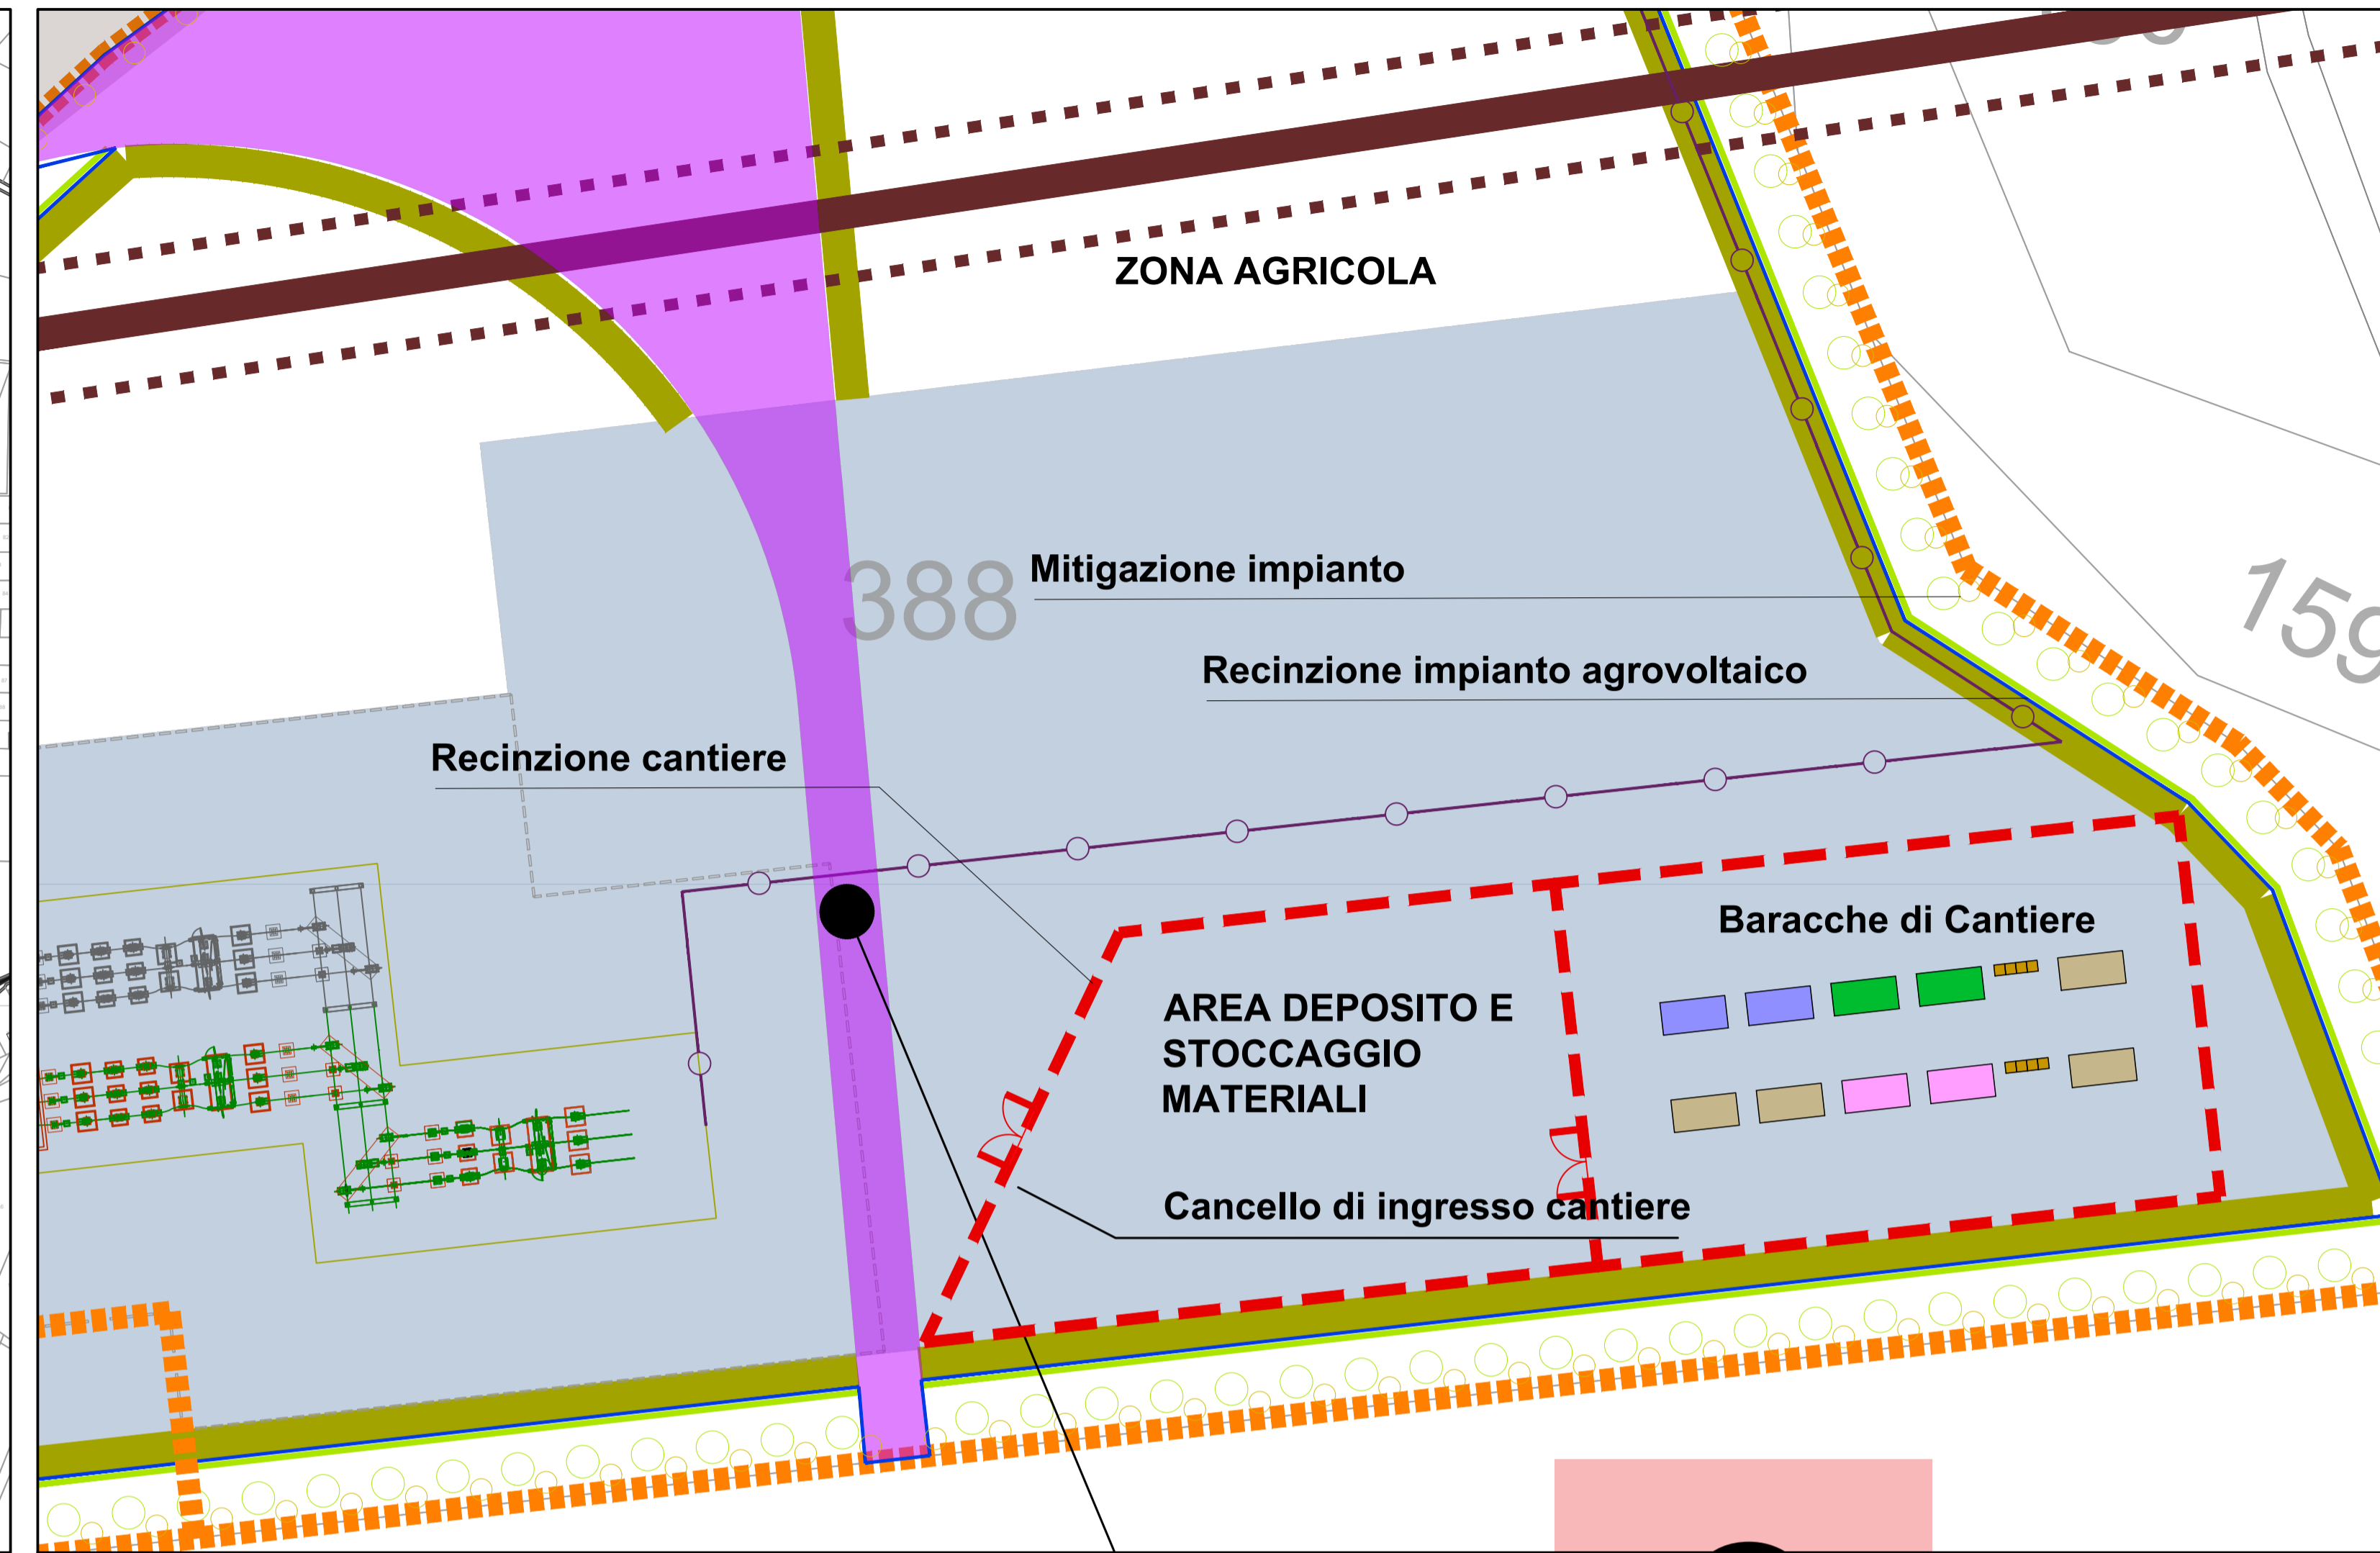 ZONA AGRICOLA
388
Mitigazione impianto
159
Recinzione impianto agrovoltaico
Recinzione cantiere
Baracche di Cantiere
AREA DEPOSITO E
STOCCAGGIO
MATERIALI
Cancello di ingresso cantiere